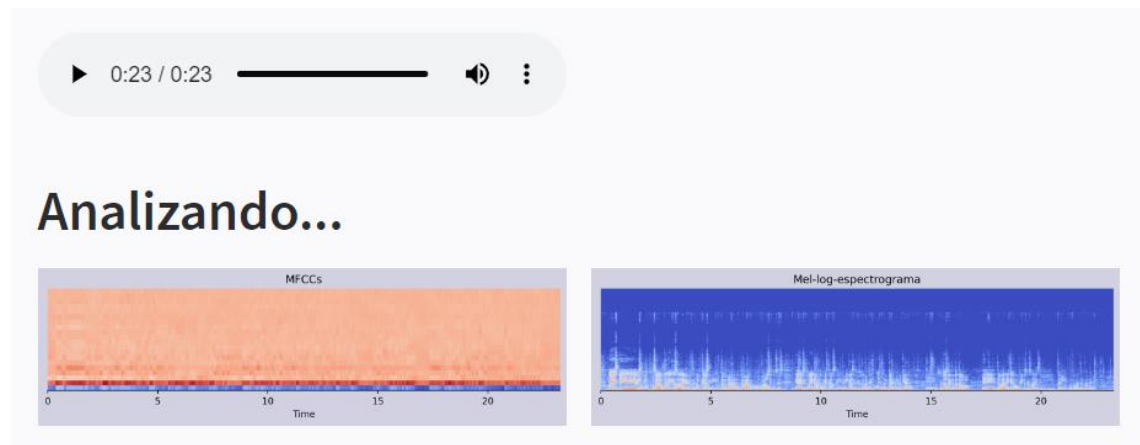 0:23 / 0:23
Analizando...
MFCCs
0 5 10 15 20
Time
Mel-log-espectrograma
0 5 10 15 20
Time